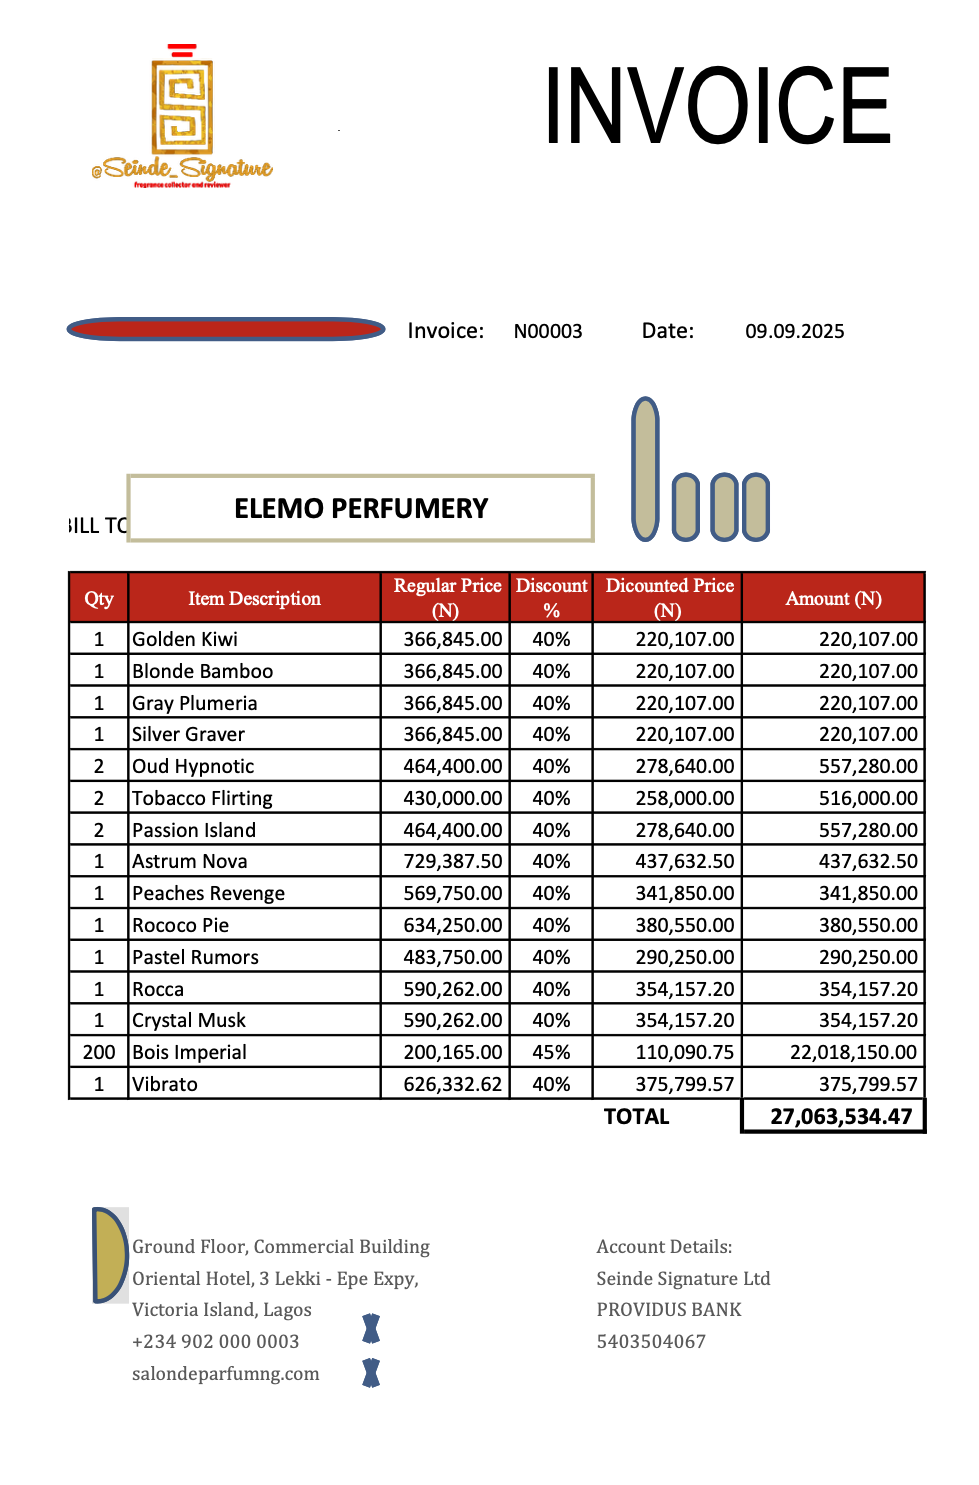 @Seinde_Signature
fragrance collector and reviewer
INVOICE
Invoice: N00003 Date: 09.09.2025
BILL TO
ELEMO PERFUMERY
Qty Item Description Regular Price (N) Discount % Dicounted Price (N) Amount (N)
1 Golden Kiwi 366,845.00 40% 220,107.00 220,107.00
1 Blonde Bamboo 366,845.00 40% 220,107.00 220,107.00
1 Gray Plumeria 366,845.00 40% 220,107.00 220,107.00
1 Silver Graver 366,845.00 40% 220,107.00 220,107.00
2 Oud Hypnotic 464,400.00 40% 278,640.00 557,280.00
2 Tobacco Flirting 430,000.00 40% 258,000.00 516,000.00
2 Passion Island 464,400.00 40% 278,640.00 557,280.00
1 Astrum Nova 729,387.50 40% 437,632.50 437,632.50
1 Peaches Revenge 569,750.00 40% 341,850.00 341,850.00
1 Rococo Pie 634,250.00 40% 380,550.00 380,550.00
1 Pastel Rumors 483,750.00 40% 290,250.00 290,250.00
1 Rocca 590,262.00 40% 354,157.20 354,157.20
1 Crystal Musk 590,262.00 40% 354,157.20 354,157.20
200 Bois Imperial 200,165.00 45% 110,090.75 22,018,150.00
1 Vibrato 626,332.62 40% 375,799.57 375,799.57
TOTAL 27,063,534.47
Ground Floor, Commercial Building
Oriental Hotel, 3 Lekki - Epe Expy,
Victoria Island, Lagos
+234 902 000 0003
salondeparfumng.com
Account Details:
Seinde Signature Ltd
PROVIDUS BANK
5403504067